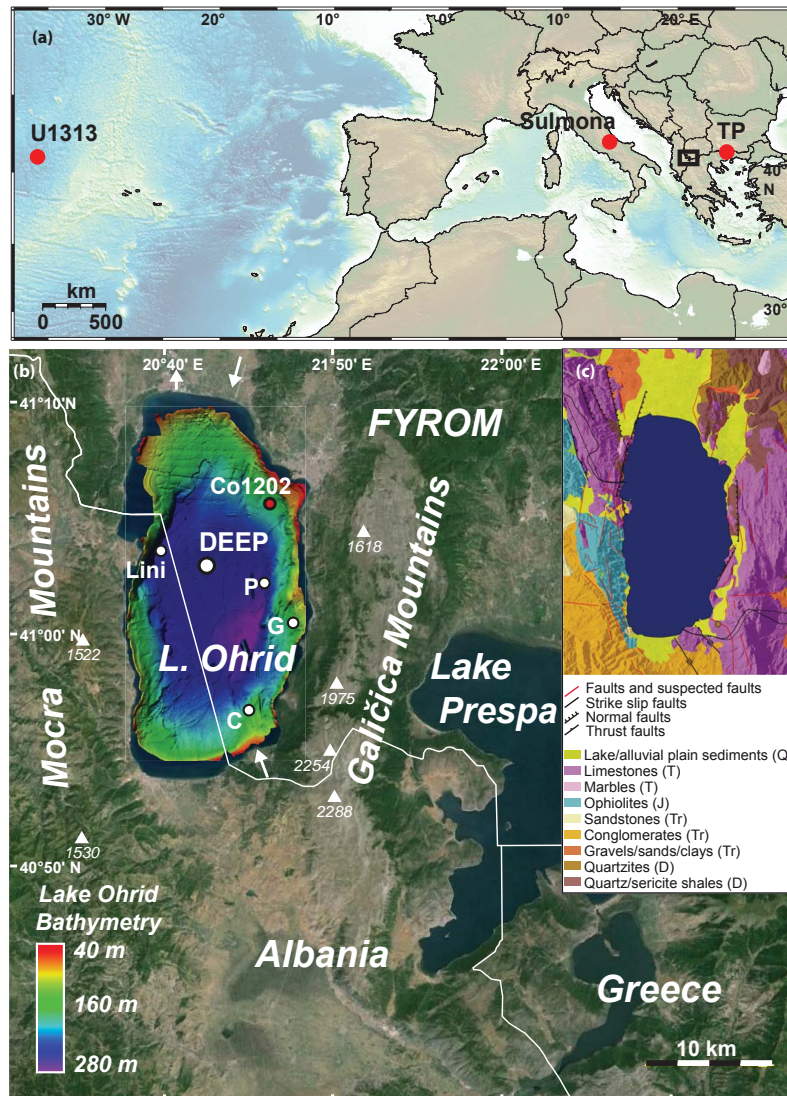 (a)
30° W
20°
10°
0°
10°
20° E
U1313
Sulmona
TP
40°
N
km
0 500
30°
(b)
20°40' E
21°50' E
22°00' E
(c)
41°10'N
FYROM
Co1202
DEEP
1618
Lini
P
Mocra Mountains
G
41°00' N
L. Ohrid
1522
Galičica Mountains
Lake
Prespa
1975
C
2254
2288
1530
40°50' N
Faults and suspected faults
Strike slip faults
Normal faults
Thrust faults
Lake/alluvial plain sediments (Q
Limestones (T)
Marbles (T)
Ophiolites (J)
Sandstones (Tr)
Conglomerates (Tr)
Gravels/sands/clays (Tr)
Quartzites (D)
Quartz/sericite shales (D)
Lake Ohrid
Bathymetry
40 m
160 m
280 m
Albania
Greece
10 km